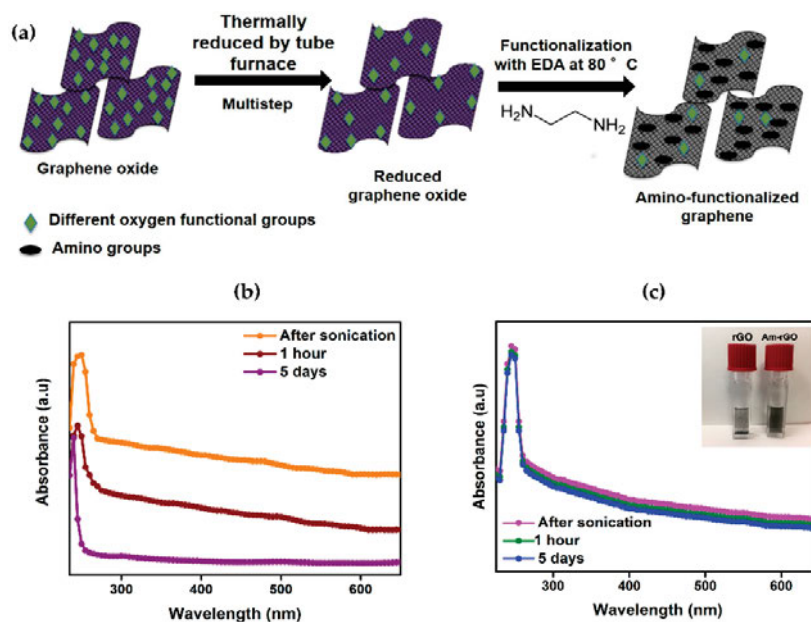 (a)
Thermally
reduced by tube
furnace
Multistep
Functionalization
with EDA at 80 ° C
H₂N
NH₂
Graphene oxide
Reduced
graphene oxide
Amino-functionalized
graphene
Different oxygen functional groups
Amino groups
(b)
After sonication
1 hour
5 days
Absorbance (a.u)
300
400
500
600
Wavelength (nm)
(c)
rGO
Am-rGO
After sonication
1 hour
5 days
Absorbance (a.u)
300
400
500
600
Wavelength (nm)